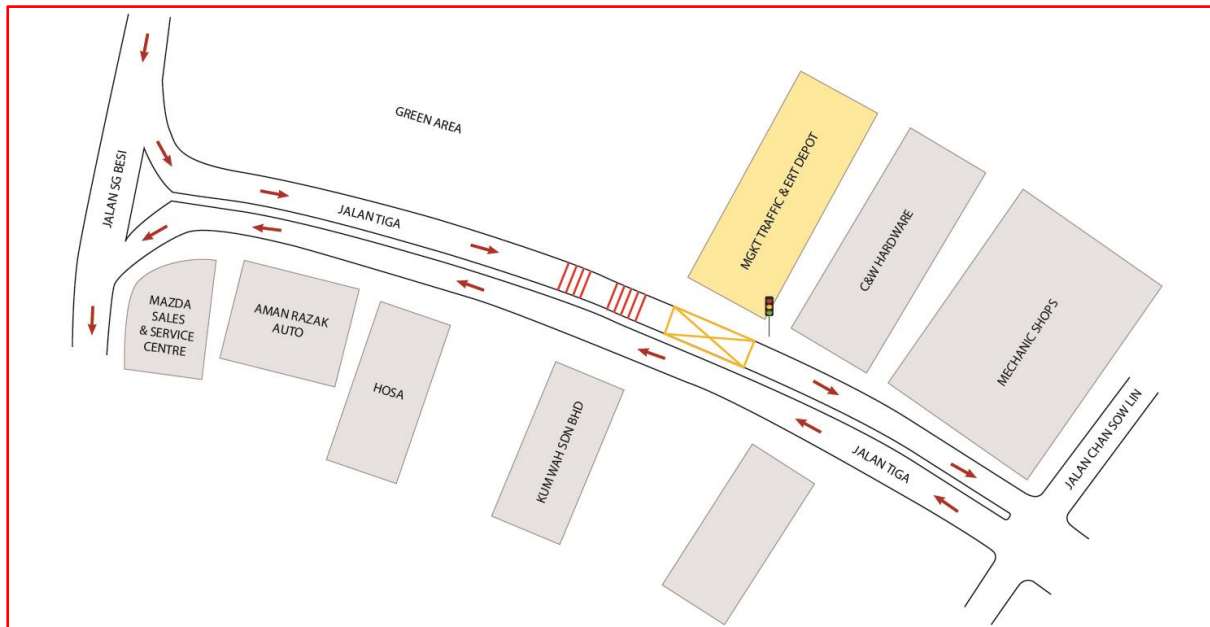 GREEN AREA
JALAN SG BESI
JALAN TIGA
MGKT TRAFFIC & ERT DEPOT
C&W HARDWARE
MECHANIC SHOPS
MAZDA
SALES
& SERVICE
CENTRE
AMAN RAZAK
AUTO
HOSA
KUM WAH SDN BHD
JALAN TIGA
JALAN CHAN SOW LIN